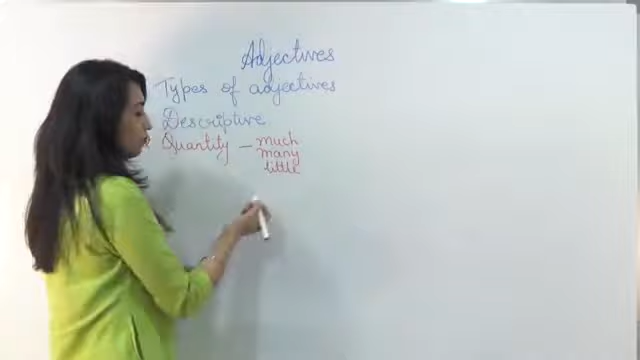 Adjectives
Types of adjectives
Descriptive
Quantity – much
many
little